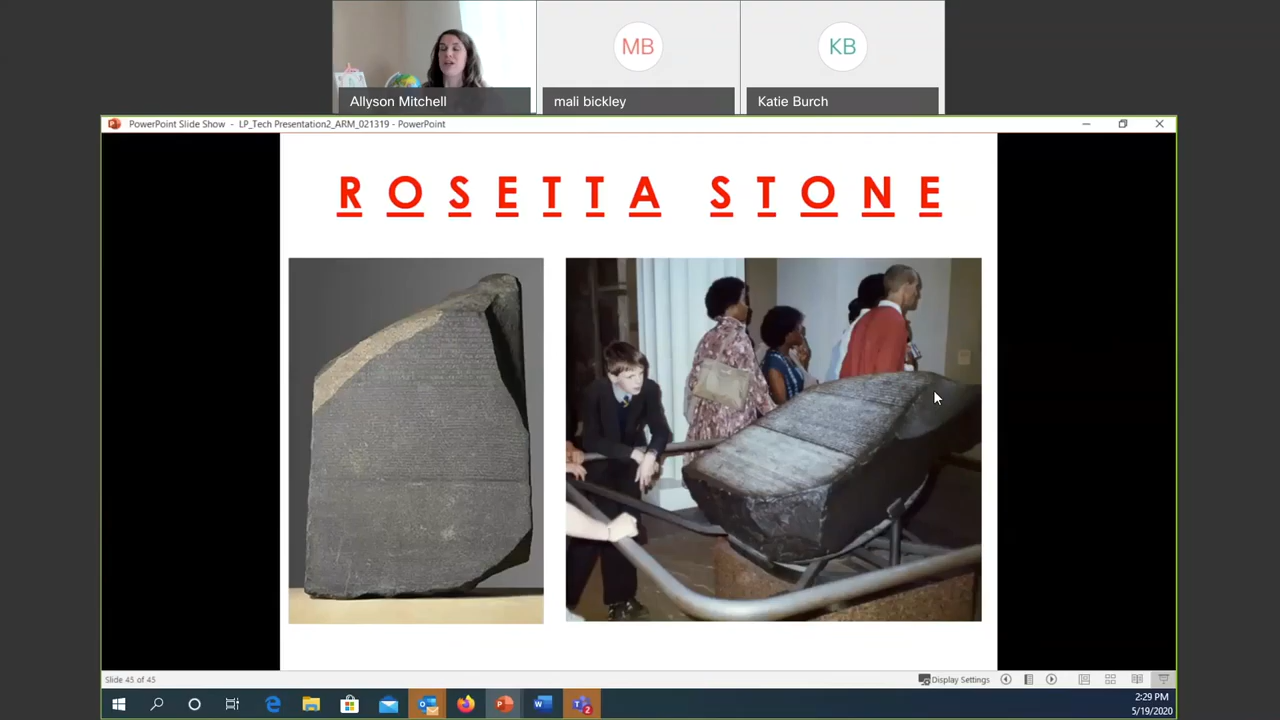 MB
KB
Allyson Mitchell
mali bickley
Katie Burch
PowerPoint Slide Show - LP_Tech Presentation2_ARM_021319 - PowerPoint
ROSETTA STONE
Slide 45 of 45
Display Settings
2:29 PM
5/19/2020